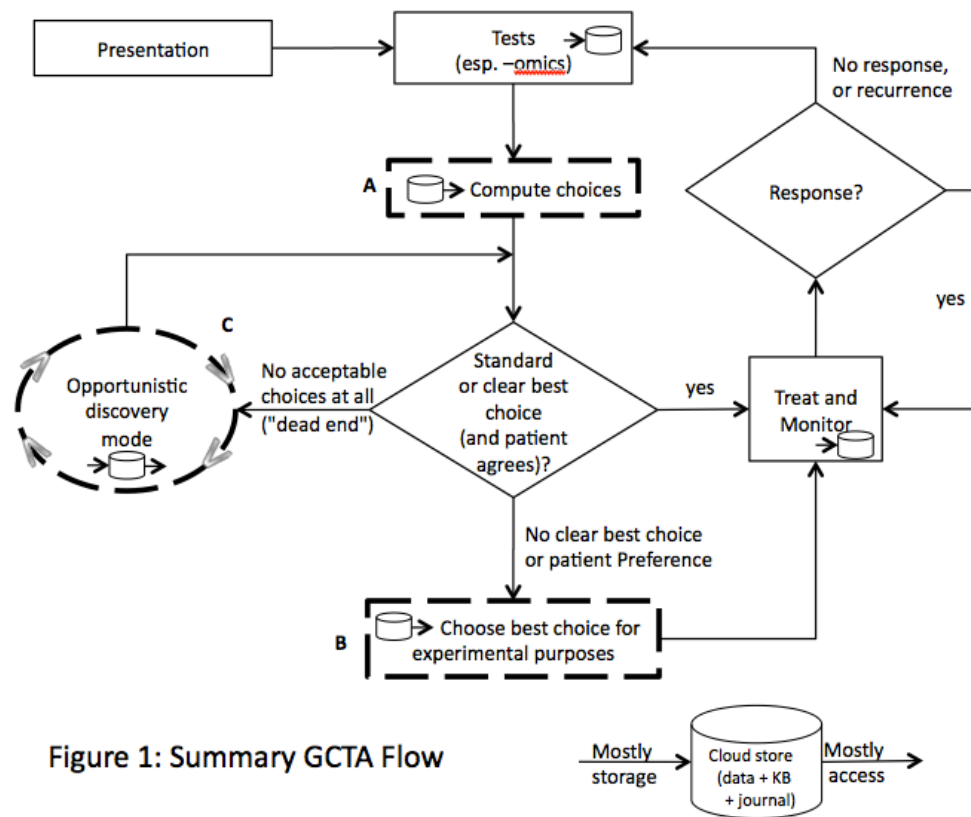 Presentation
Tests
(esp. –omics)
No response,
or recurrence
A
Compute choices
Response?
C
yes
Opportunistic
discovery
mode
No acceptable
choices at all
("dead end")
Standard
or clear best
choice
(and patient
agrees)?
yes
Treat and
Monitor
No clear best choice
or patient Preference
B
Choose best choice for
experimental purposes
Figure 1: Summary GCTA Flow
Mostly
storage
Cloud store
(data + KB
+ journal)
Mostly
access